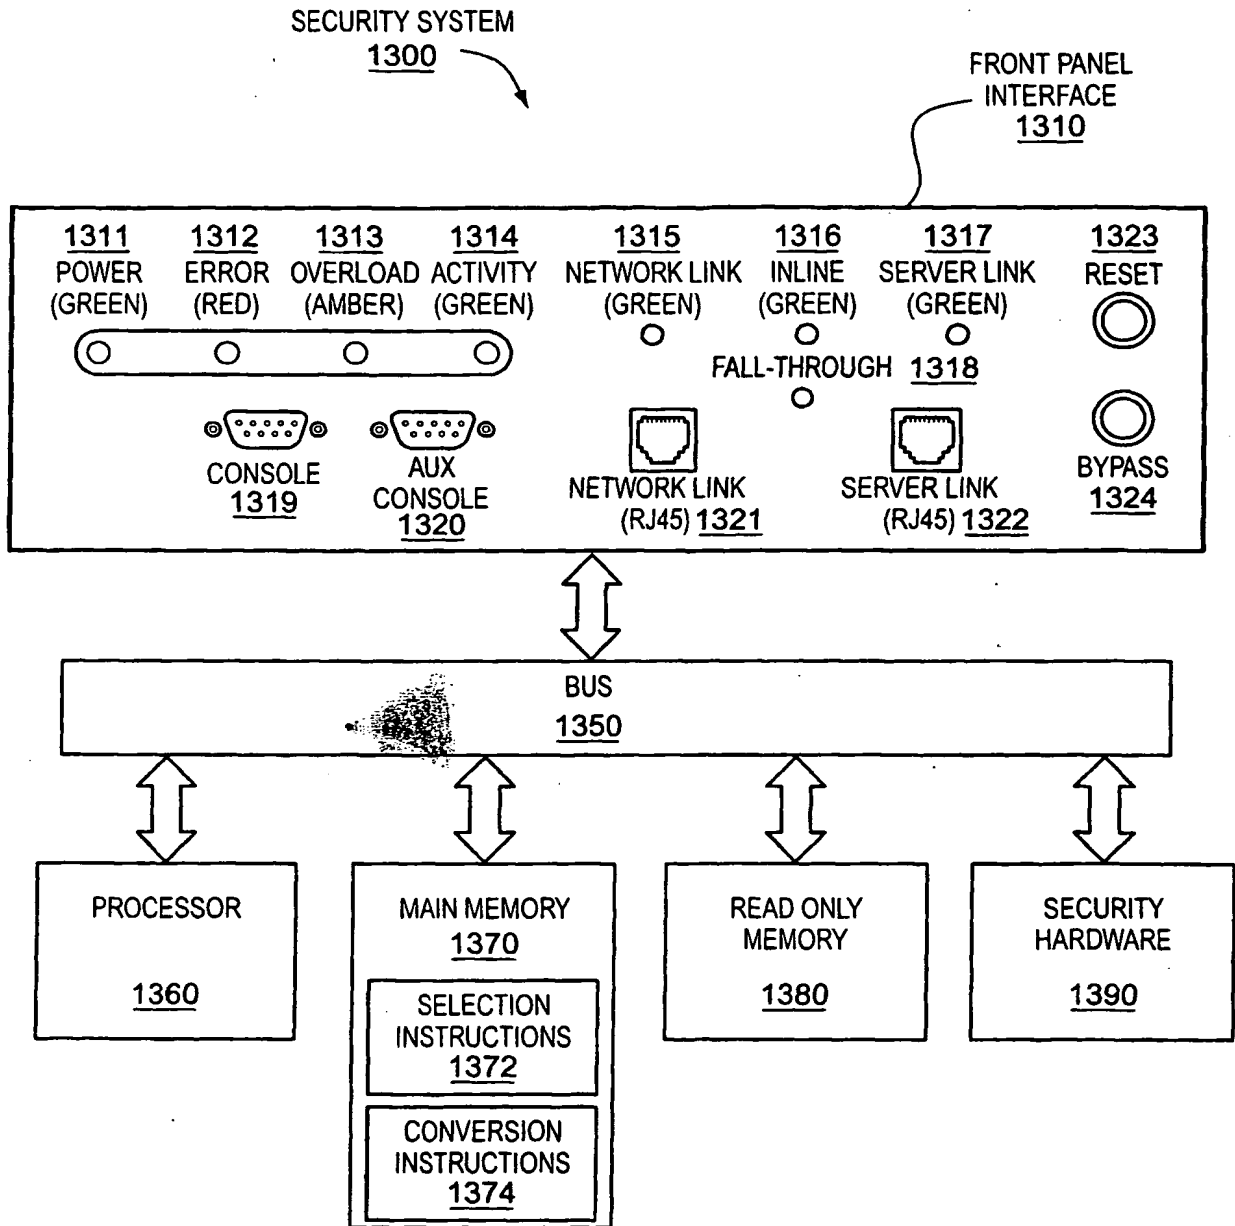 SECURITY SYSTEM
1300
FRONT PANEL
INTERFACE
1310
1311 1312 1313 1314 1315 1316 1317 1323
POWER ERROR OVERLOAD ACTIVITY NETWORK LINK INLINE SERVER LINK RESET
(GREEN) (RED) (AMBER) (GREEN) (GREEN) (GREEN) (GREEN)
FALL-THROUGH 1318
CONSOLE
1319
AUX
CONSOLE
1320
NETWORK LINK
(RJ45) 1321
SERVER LINK
(RJ45) 1322
BYPASS
1324
BUS
1350
PROCESSOR
1360
MAIN MEMORY
1370
SELECTION
INSTRUCTIONS
1372
CONVERSION
INSTRUCTIONS
1374
READ ONLY
MEMORY
1380
SECURITY
HARDWARE
1390